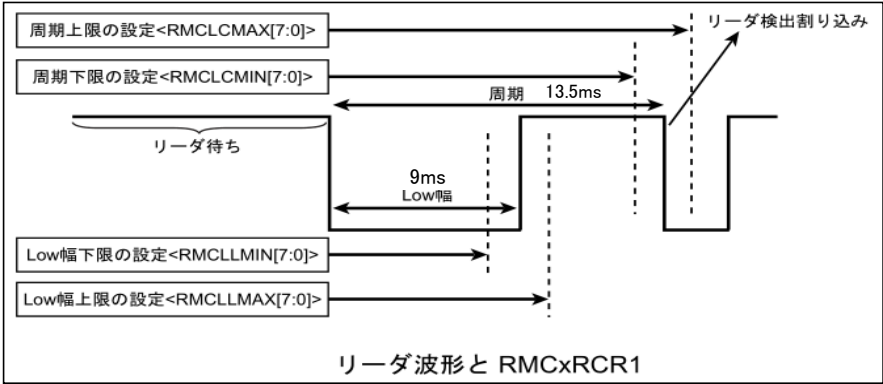 周期上限の設定<RMCLCMAX[7:0]>
リーダ検出割り込み
周期下限の設定<RMCLCMIN[7:0]>
周期 13.5ms
リーダ待ち
9ms
Low幅
Low幅下限の設定<RMCLLMIN[7:0]>
Low幅上限の設定<RMCLLMAX[7:0]>
リーダ波形と RMCxRCR1